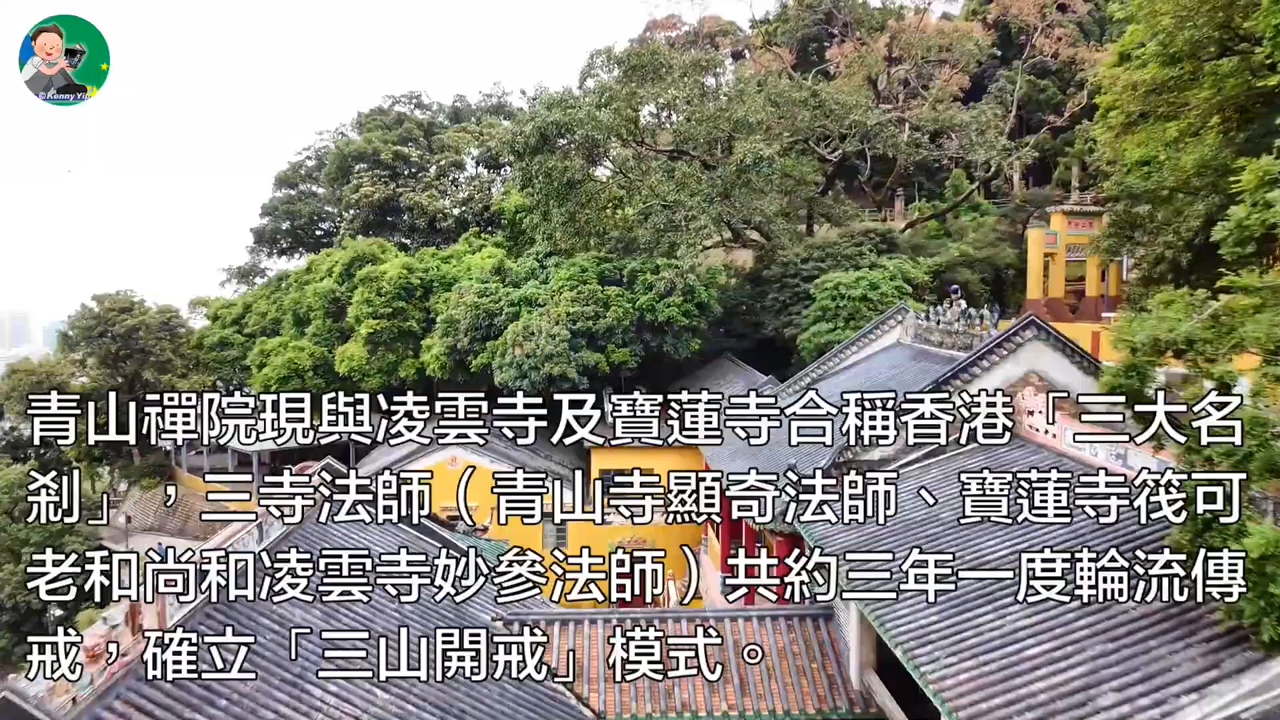 ©Kenny Yip
青山禪院現與凌雲寺及寶蓮寺合稱香港「三大名
剎」，三寺法師（青山寺顯奇法師、寶蓮寺筏可
老和尚和凌雲寺妙參法師）共約三年一度輪流傳
戒，確立「三山開戒」模式。